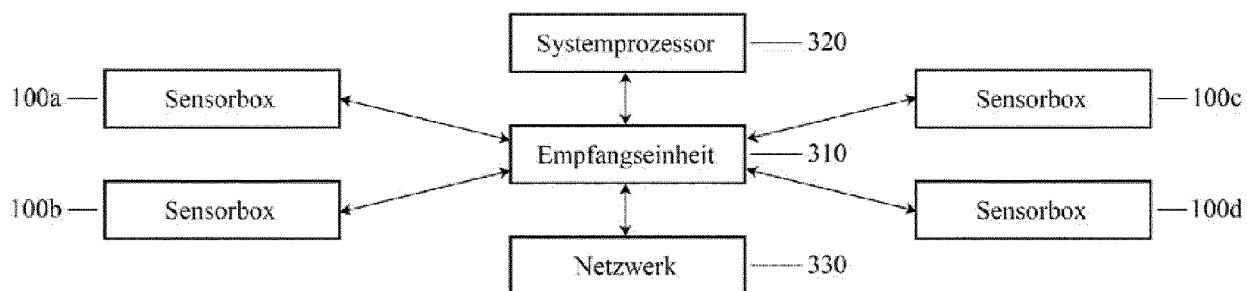 Systemprozessor 320
100a Sensorbox
Sensorbox 100c
Empfangseinheit 310
100b Sensorbox
Sensorbox 100d
Netzwerk 330